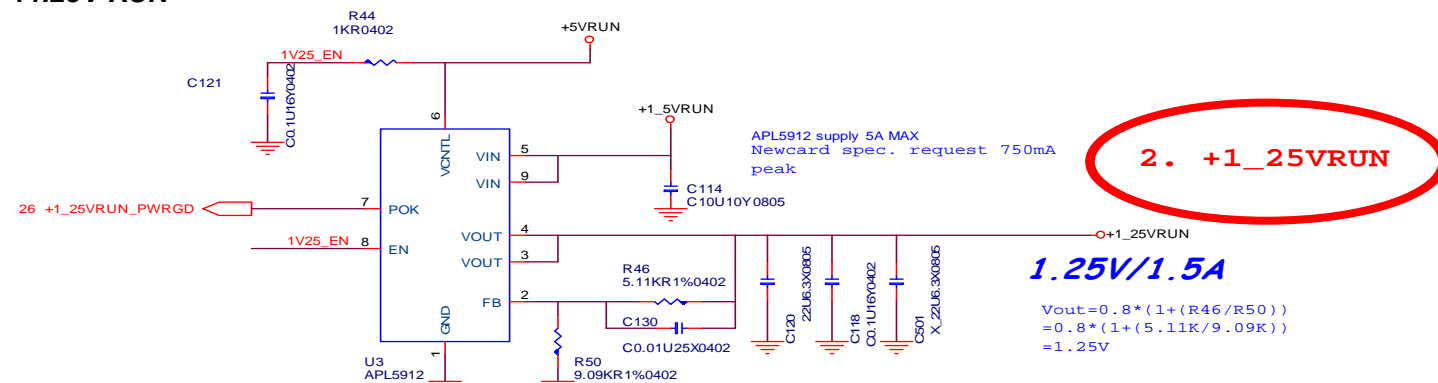 R44
1KR0402
+5VRUN
1V25_EN
C121
C0.1U16Y0402
6
VCNTL
+1_5VRUN
VIN 5
VIN 9
APL5912 supply 5A MAX
Newcard spec. request 750mA
peak
2. +1_25VRUN
C114
C10U10Y0805
26 +1_25VRUN_PWRGD
7 POK
1V25_EN 8 EN
VOUT 4
VOUT 3
+1_25VRUN
1.25V/1.5A
R46
5.11KR1%0402
FB 2
C130
C0.01U25X0402
C120
22U6.3X0805
C118
C0.1U16Y0402
C501
X_22U6.3X0805
Vout=0.8*(1+(R46/R50))
=0.8*(1+(5.11K/9.09K))
=1.25V
GND
1
U3
APL5912
R50
9.09KR1%0402